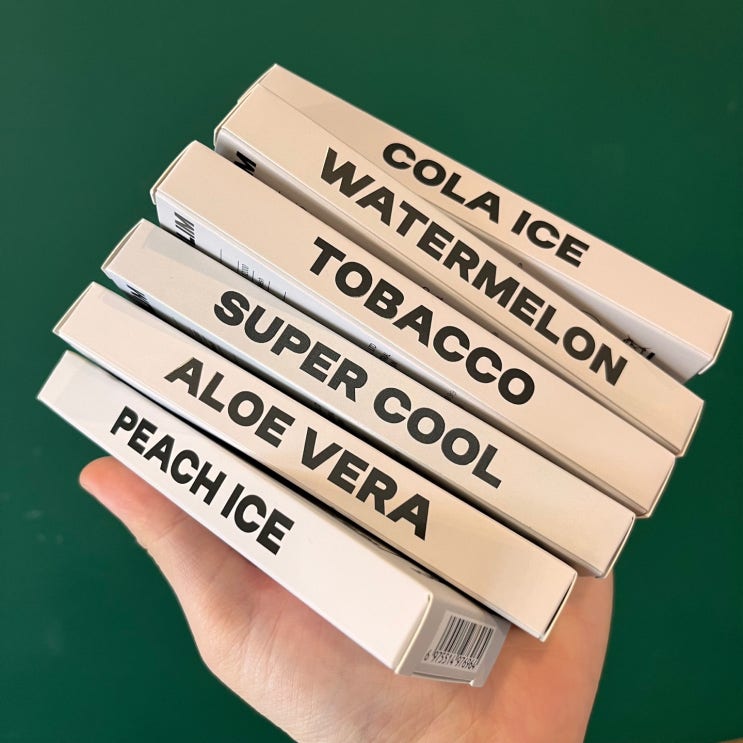 COLA ICE
WATERMELON
TOBACCO
SUPER COOL
ALOE VERA
PEACH ICE